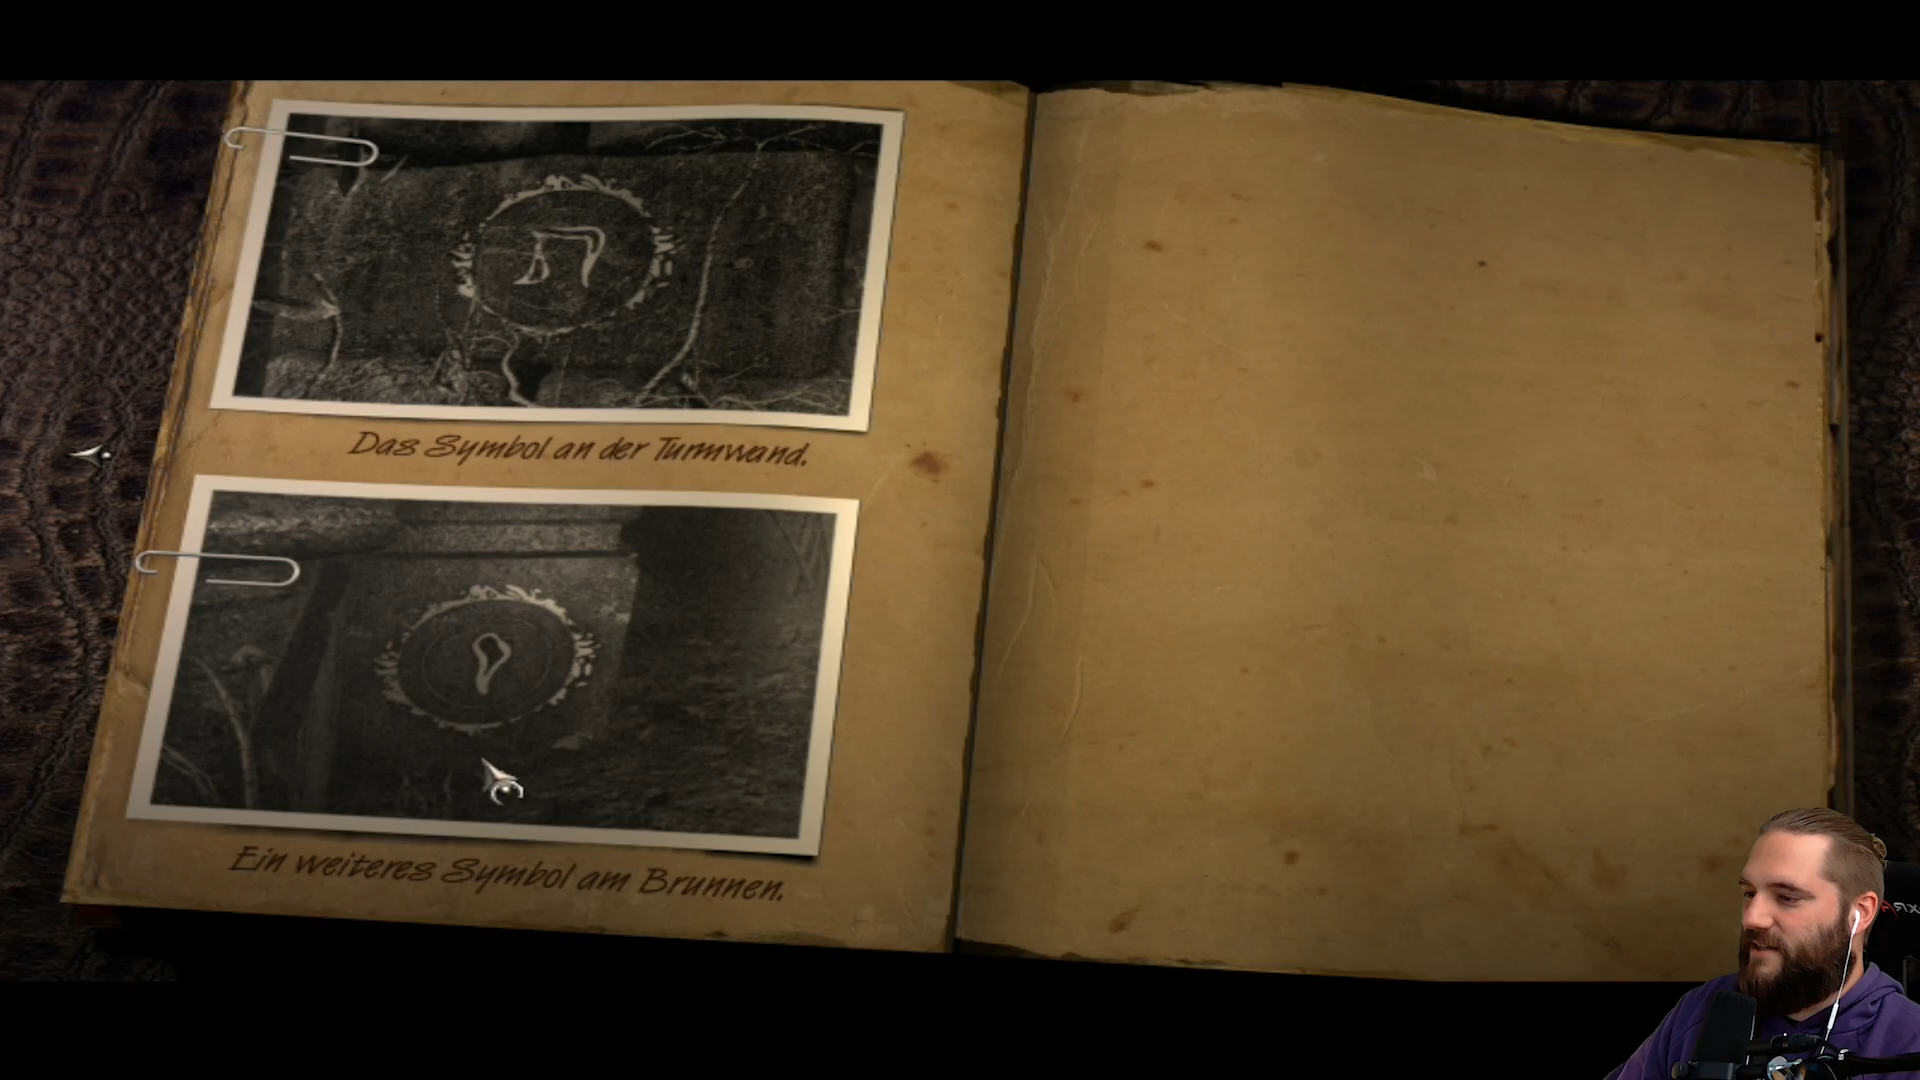 Das Symbol an der Turmwand.
Ein weiteres Symbol am Brunnen.